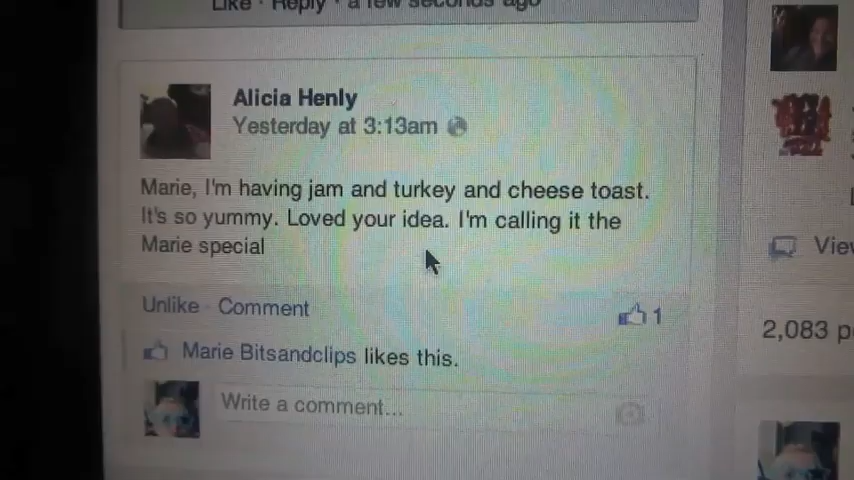 Like · Reply · a few seconds ago
Alicia Henly
Yesterday at 3:13am
Marie, I'm having jam and turkey and cheese toast.
It's so yummy. Loved your idea. I'm calling it the
Marie special
Unlike · Comment
1
Marie Bitsandclips likes this.
Write a comment...
View
2,083 p